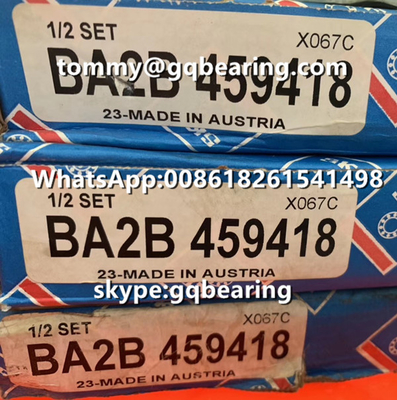 1/2 SET X067C
tommy@gqbearing.com
BA2B 459418
23-MADE IN AUSTRIA
WhatsApp:008618261541498
1/2 SET X067C
BA2B 459418
23-MADE IN AUSTRIA
skype:gqbearing
1/2 SET X067C
BA2B 459418
23-MADE IN AUSTRIA